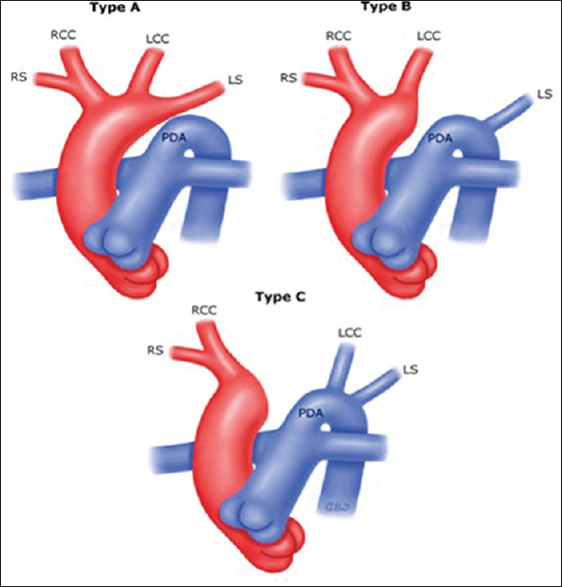 Type A
RCC
LCC
RS
LS
PDA
Type B
RCC
LCC
RS
LS
PDA
Type C
RCC
LCC
RS
LS
PDA